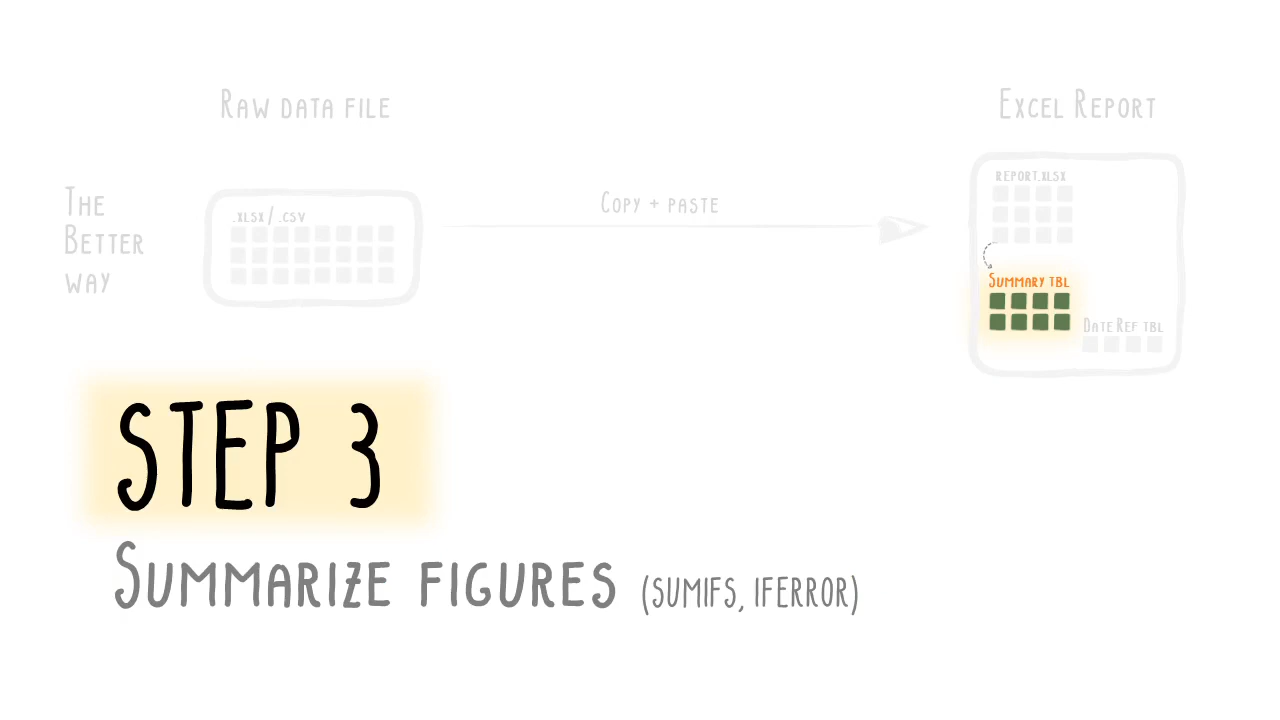 Raw data file
Excel Report
The
Better
way
.xlsx / .csv
Copy + paste
report.xlsx
Summary tbl
Date Ref tbl
STEP 3
Summarize figures (SUMIFS, IFERROR)